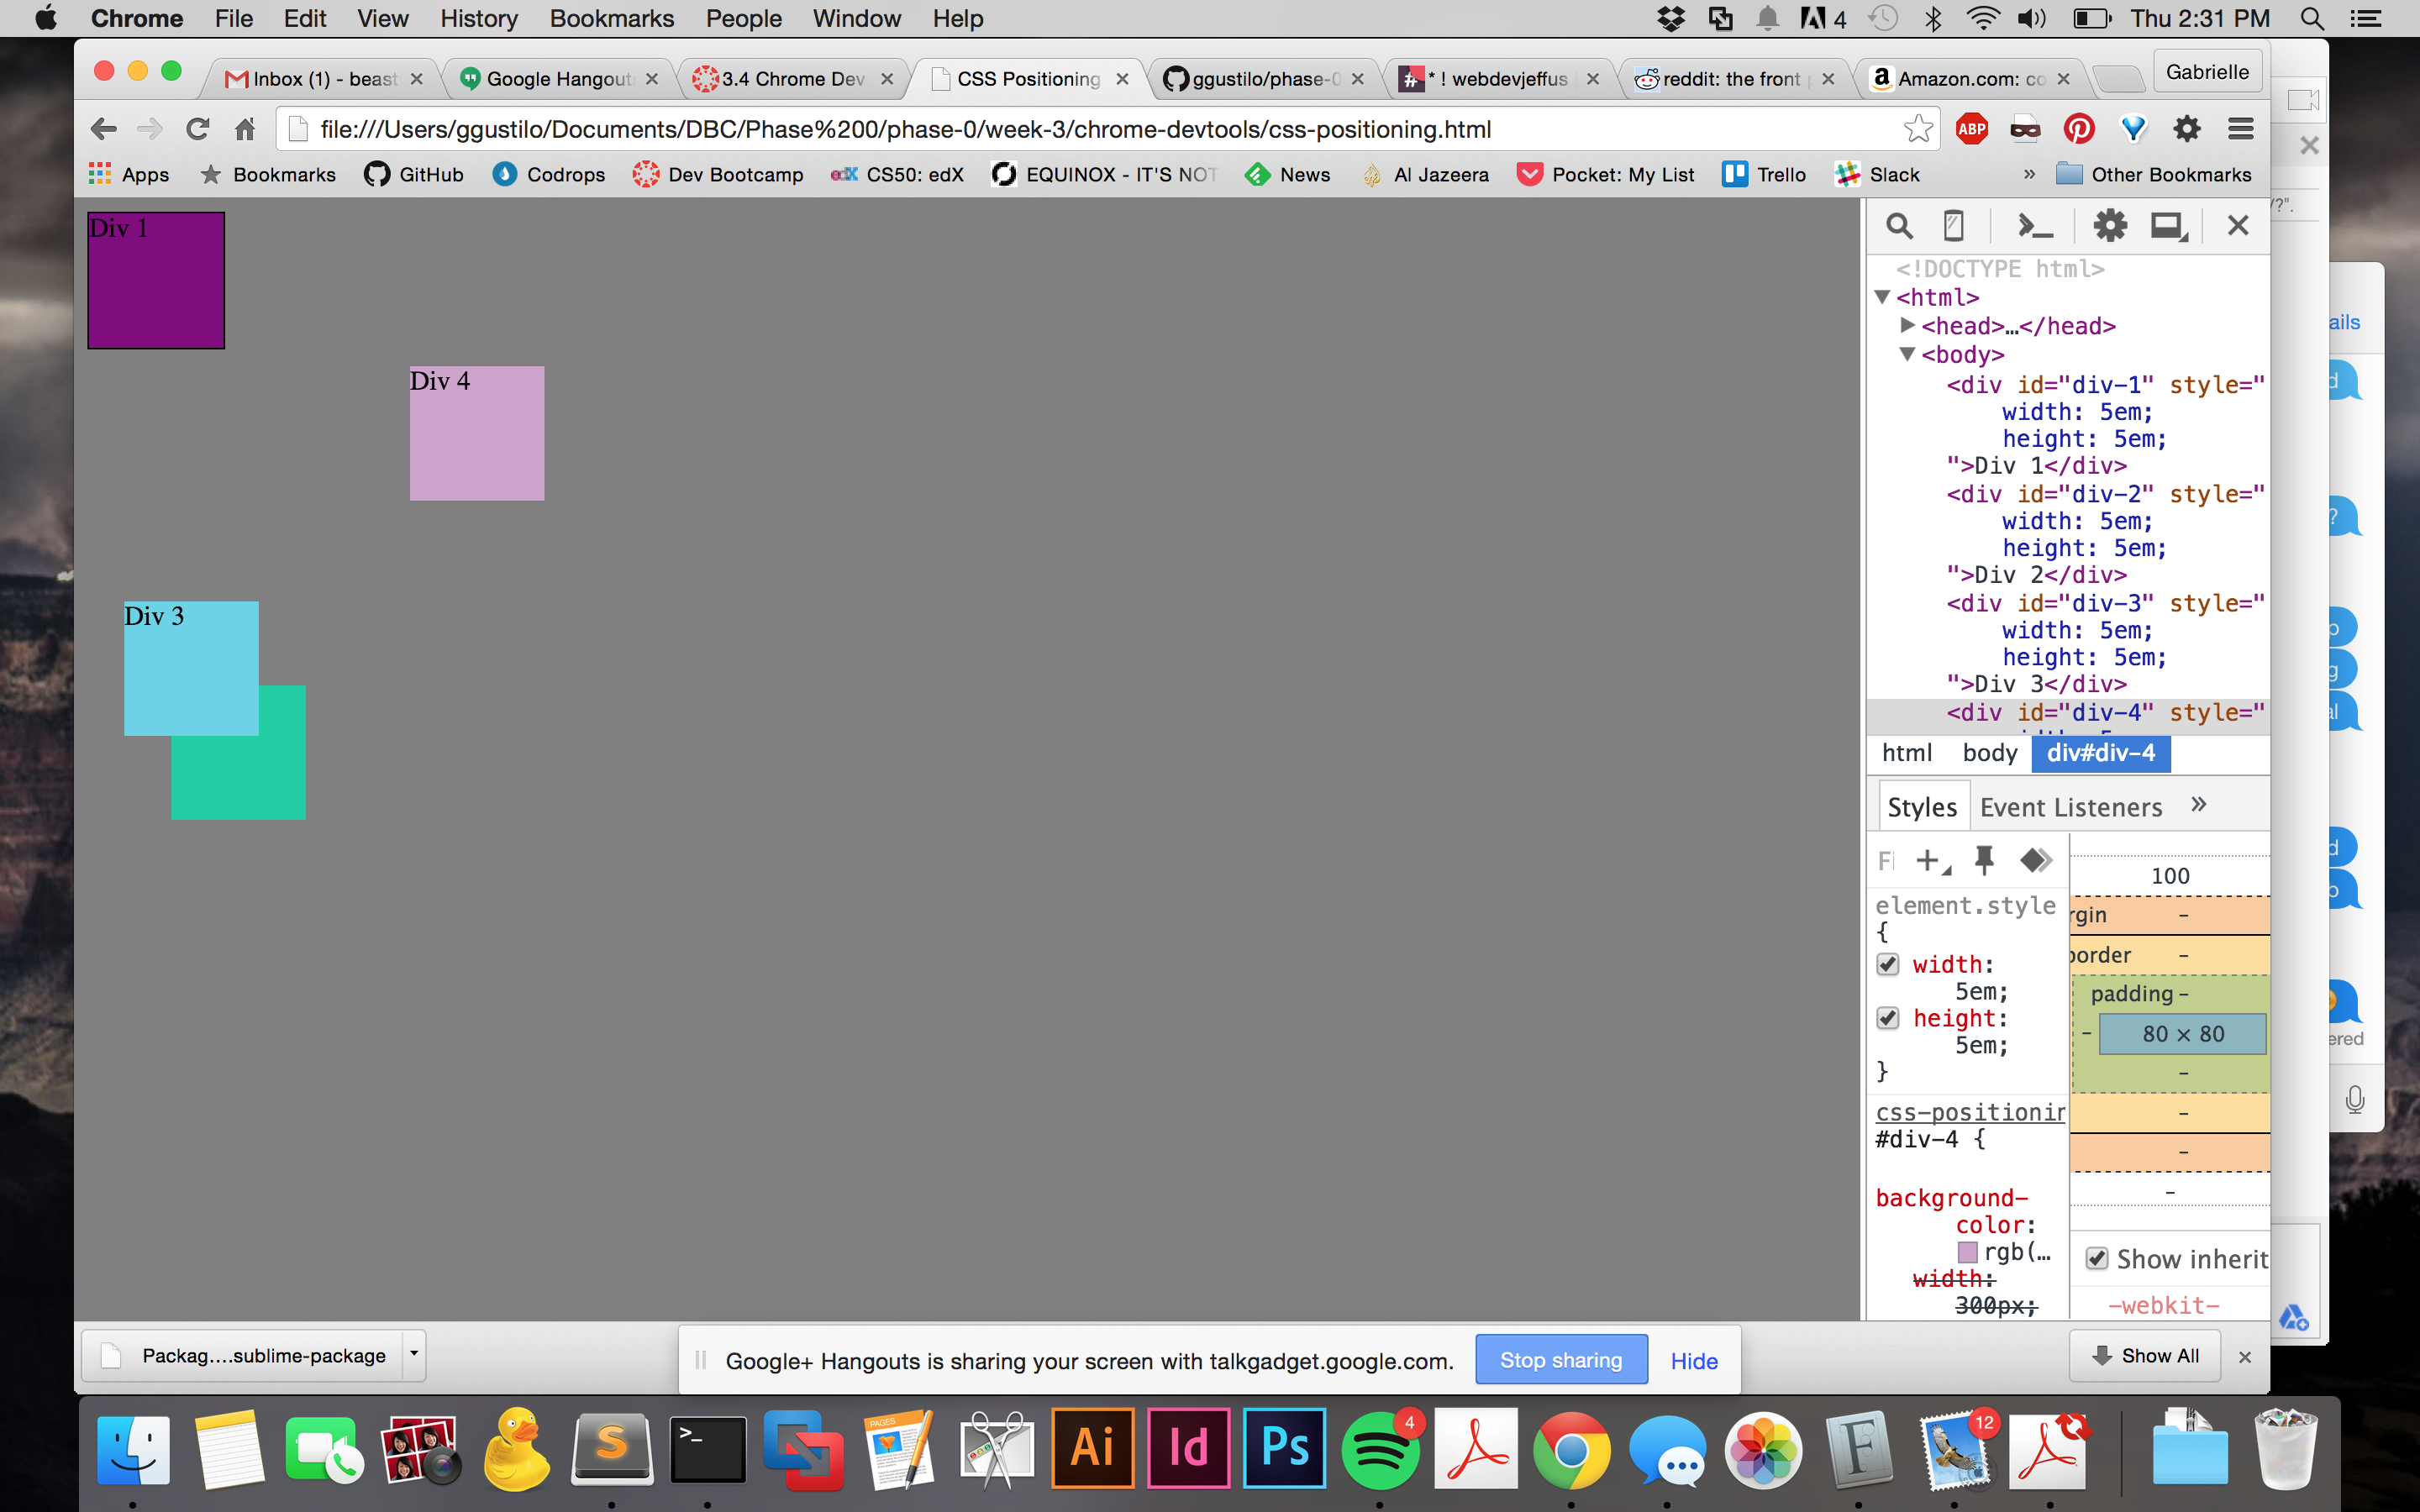 Chrome File Edit View History Bookmarks People Window Help 4 Thu 2:31 PM
Inbox (1) - beast Google Hangouts 3.4 Chrome Dev CSS Positioning ggustilo/phase-0 * ! webdevjeffus reddit: the front p Amazon.com: co Gabrielle
file:///Users/ggustilo/Documents/DBC/Phase%200/phase-0/week-3/chrome-devtools/css-positioning.html ABP
Apps Bookmarks GitHub Codrops Dev Bootcamp edX CS50: edX EQUINOX - IT'S NOT News Al Jazeera Pocket: My List Trello Slack » Other Bookmarks
/?".
Div 1
Div 4
Div 3
<!DOCTYPE html>
<html>
<head>…</head>
<body>
<div id="div-1" style="
width: 5em;
height: 5em;
">Div 1</div>
<div id="div-2" style="
width: 5em;
height: 5em;
">Div 2</div>
<div id="div-3" style="
width: 5em;
height: 5em;
">Div 3</div>
<div id="div-4" style="
html body div#div-4
Styles Event Listeners »
Fi
element.style
{
width:
5em;
height:
5em;
}
css-positionin
#div-4 {
background-
color:
rgb(…
width:
300px;
100
rgin -
border -
padding -
- 80 × 80
-
-
-
-
Show inherit
-webkit-
ails
d
?
p
g
al
d
o
ered
Packag....sublime-package
Google+ Hangouts is sharing your screen with talkgadget.google.com. Stop sharing Hide
Show All
S >_ PAGES Ai Id Ps 4 F 12